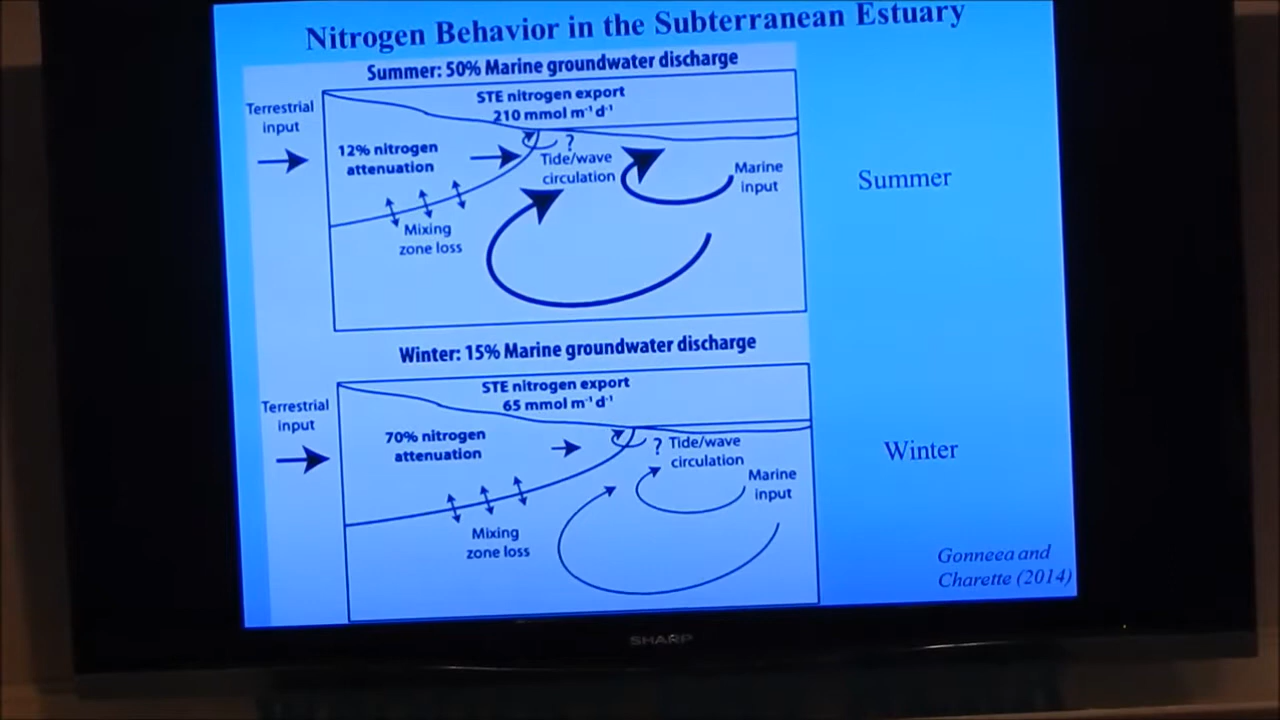 Nitrogen Behavior in the Subterranean Estuary
Summer: 50% Marine groundwater discharge
Terrestrial
input
STE nitrogen export
210 mmol m⁻¹ d⁻¹
12% nitrogen
attenuation
?
Tide/wave
circulation
Marine
input
Mixing
zone loss
Summer
Winter: 15% Marine groundwater discharge
Terrestrial
input
STE nitrogen export
65 mmol m⁻¹ d⁻¹
70% nitrogen
attenuation
? Tide/wave
circulation
Marine
input
Mixing
zone loss
Winter
Gonneea and
Charette (2014)
SHARP